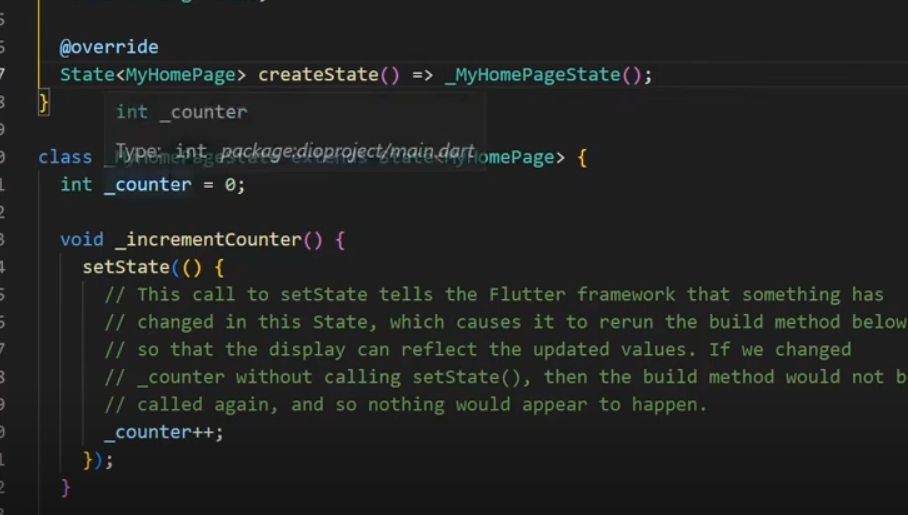 @override
State<MyHomePage> createState() => _MyHomePageState();
}
int _counter
Type: int package:dioproject/main.dart
class _MyHomePageState extends State<MyHomePage> {
int _counter = 0;
void _incrementCounter() {
setState(() {
// This call to setState tells the Flutter framework that something has
// changed in this State, which causes it to rerun the build method below
// so that the display can reflect the updated values. If we changed
// _counter without calling setState(), then the build method would not b
// called again, and so nothing would appear to happen.
_counter++;
});
}